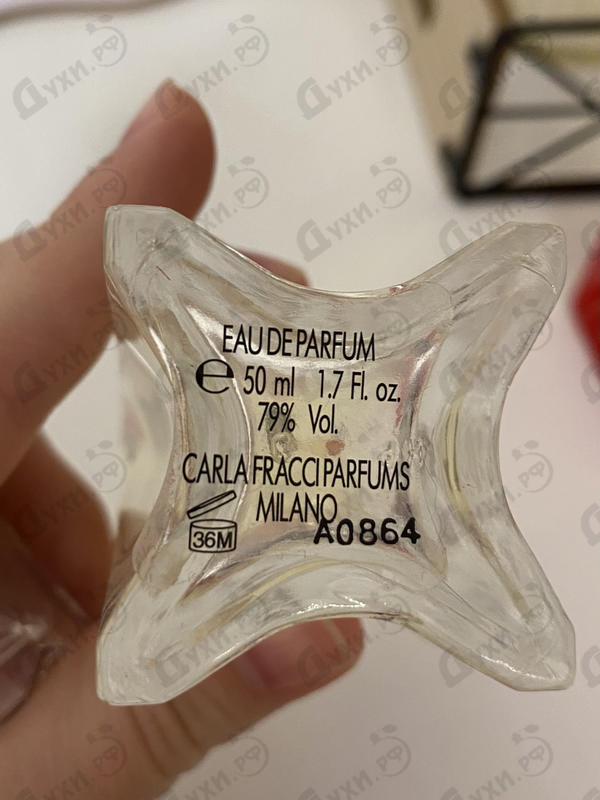 EAU DE PARFUM
e 50 ml 1.7 Fl. oz.
79% Vol.
CARLA FRACCI PARFUMS
MILANO
36M
A0864
Духи.рф